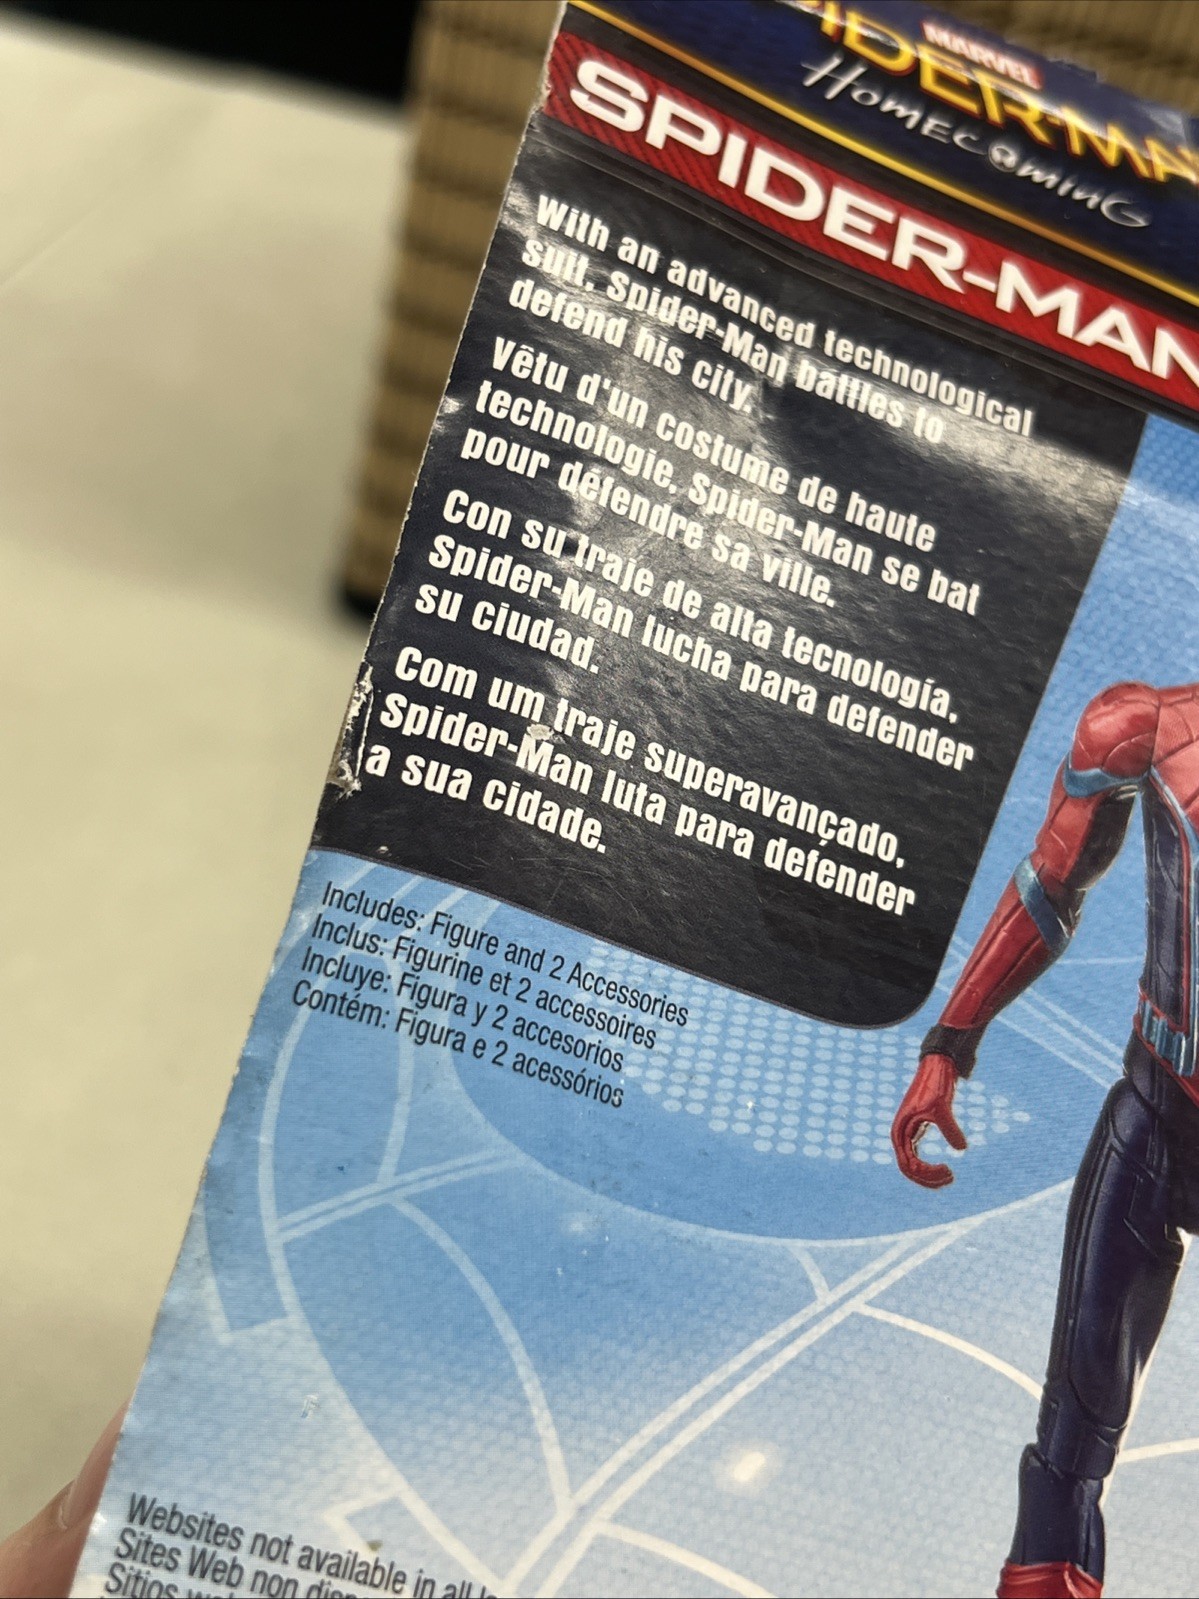 MARVEL
SPIDER-MAN
HOMECOMING
SPIDER-MAN
With an advanced technological
suit, Spider-Man battles to
defend his city.
Vêtu d'un costume de haute
technologie, Spider-Man se bat
pour défendre sa ville.
Con su traje de alta tecnología,
Spider-Man lucha para defender
su ciudad.
Com um traje superavançado,
Spider-Man luta para defender
a sua cidade.
Includes: Figure and 2 Accessories
Inclus: Figurine et 2 accessoires
Incluye: Figura y 2 accesorios
Contém: Figura e 2 acessórios
Websites not available in all
Sites Web non
Sitios